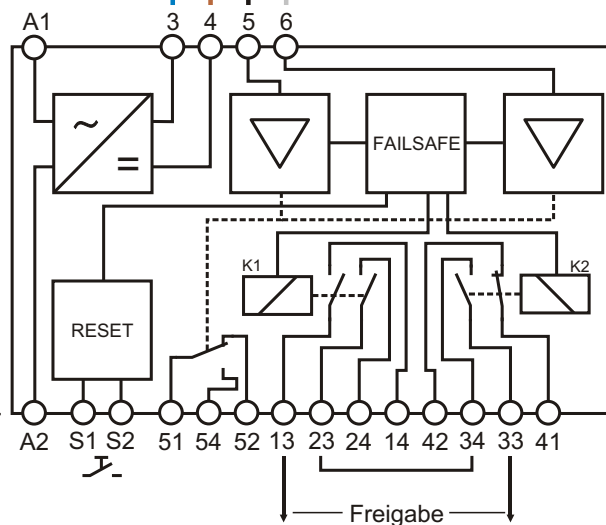 A1 3 4 5 6
~
=
FAILSAFE
K1 K2
RESET
A2 S1 S2 51 54 52 13 23 24 14 42 34 33 41
Freigabe